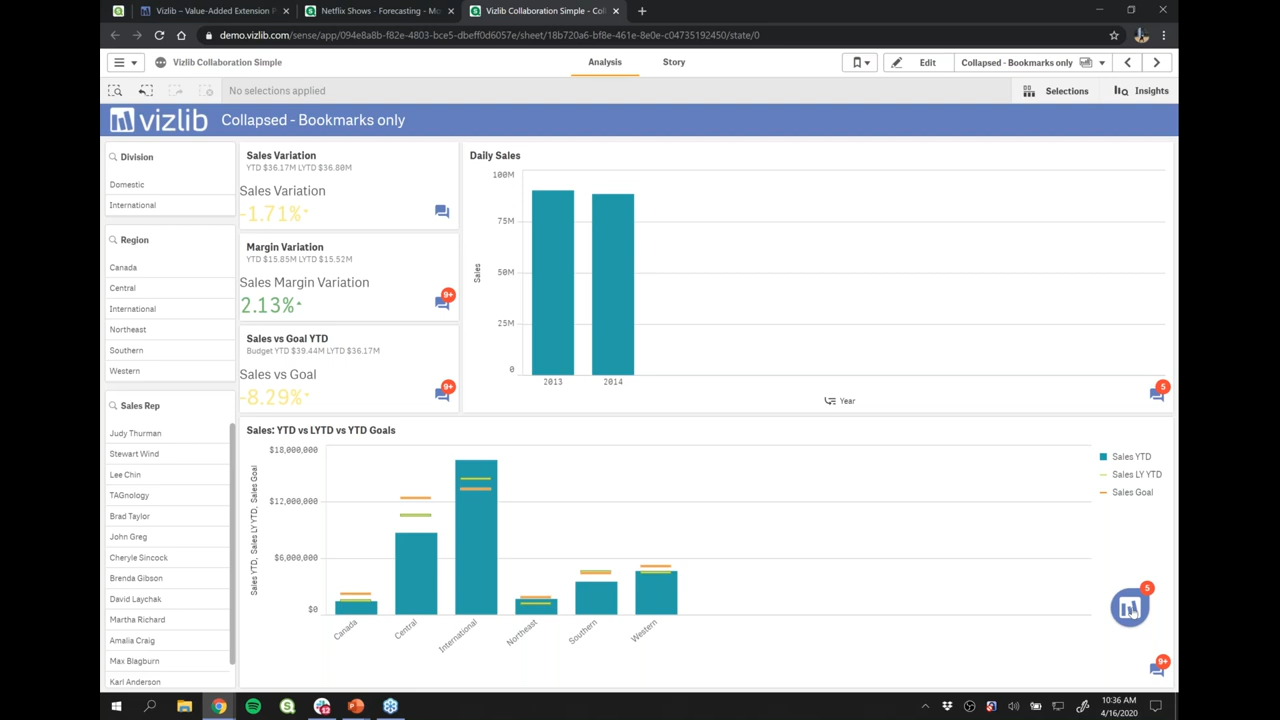 Vizlib – Value-Added Extension P
Netflix Shows - Forecasting - Mo
Vizlib Collaboration Simple - Col
demo.vizlib.com/sense/app/094e8a8b-f82e-4803-bce5-dbeff0d6057e/sheet/18b720a6-bf8e-461e-8e0e-c04735192450/state/0
Vizlib Collaboration Simple
Analysis
Story
Edit
Collapsed - Bookmarks only
No selections applied
Selections
Insights
vizlib
Collapsed - Bookmarks only
Division
Domestic
International
Region
Canada
Central
International
Northeast
Southern
Western
Sales Rep
Judy Thurman
Stewart Wind
Lee Chin
TAGnology
Brad Taylor
John Greg
Cheryle Sincock
Brenda Gibson
David Laychak
Martha Richard
Amalia Craig
Max Blagburn
Karl Anderson
Sales Variation
YTD $36.17M LYTD $36.80M
Sales Variation
-1.71%
Margin Variation
YTD $15.85M LYTD $15.52M
Sales Margin Variation
2.13%
9+
Sales vs Goal YTD
Budget YTD $39.44M LYTD $36.17M
Sales vs Goal
-8.29%
9+
Daily Sales
100M
75M
50M
25M
0
Sales
2013
2014
Year
5
Sales: YTD vs LYTD vs YTD Goals
$18,000,000
$12,000,000
$6,000,000
$0
Sales YTD, Sales LY YTD, Sales Goal
Canada
Central
International
Northeast
Southern
Western
Sales YTD
Sales LY YTD
Sales Goal
5
9+
12
10:36 AM
4/16/2020